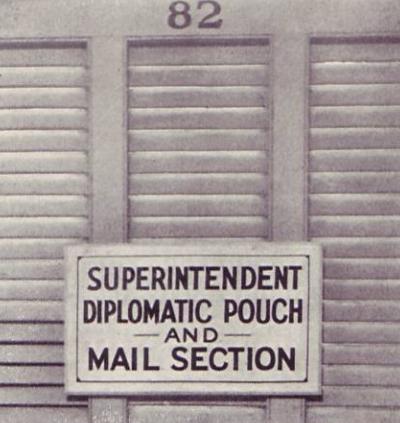 82
SUPERINTENDENT
DIPLOMATIC POUCH
— AND —
MAIL SECTION